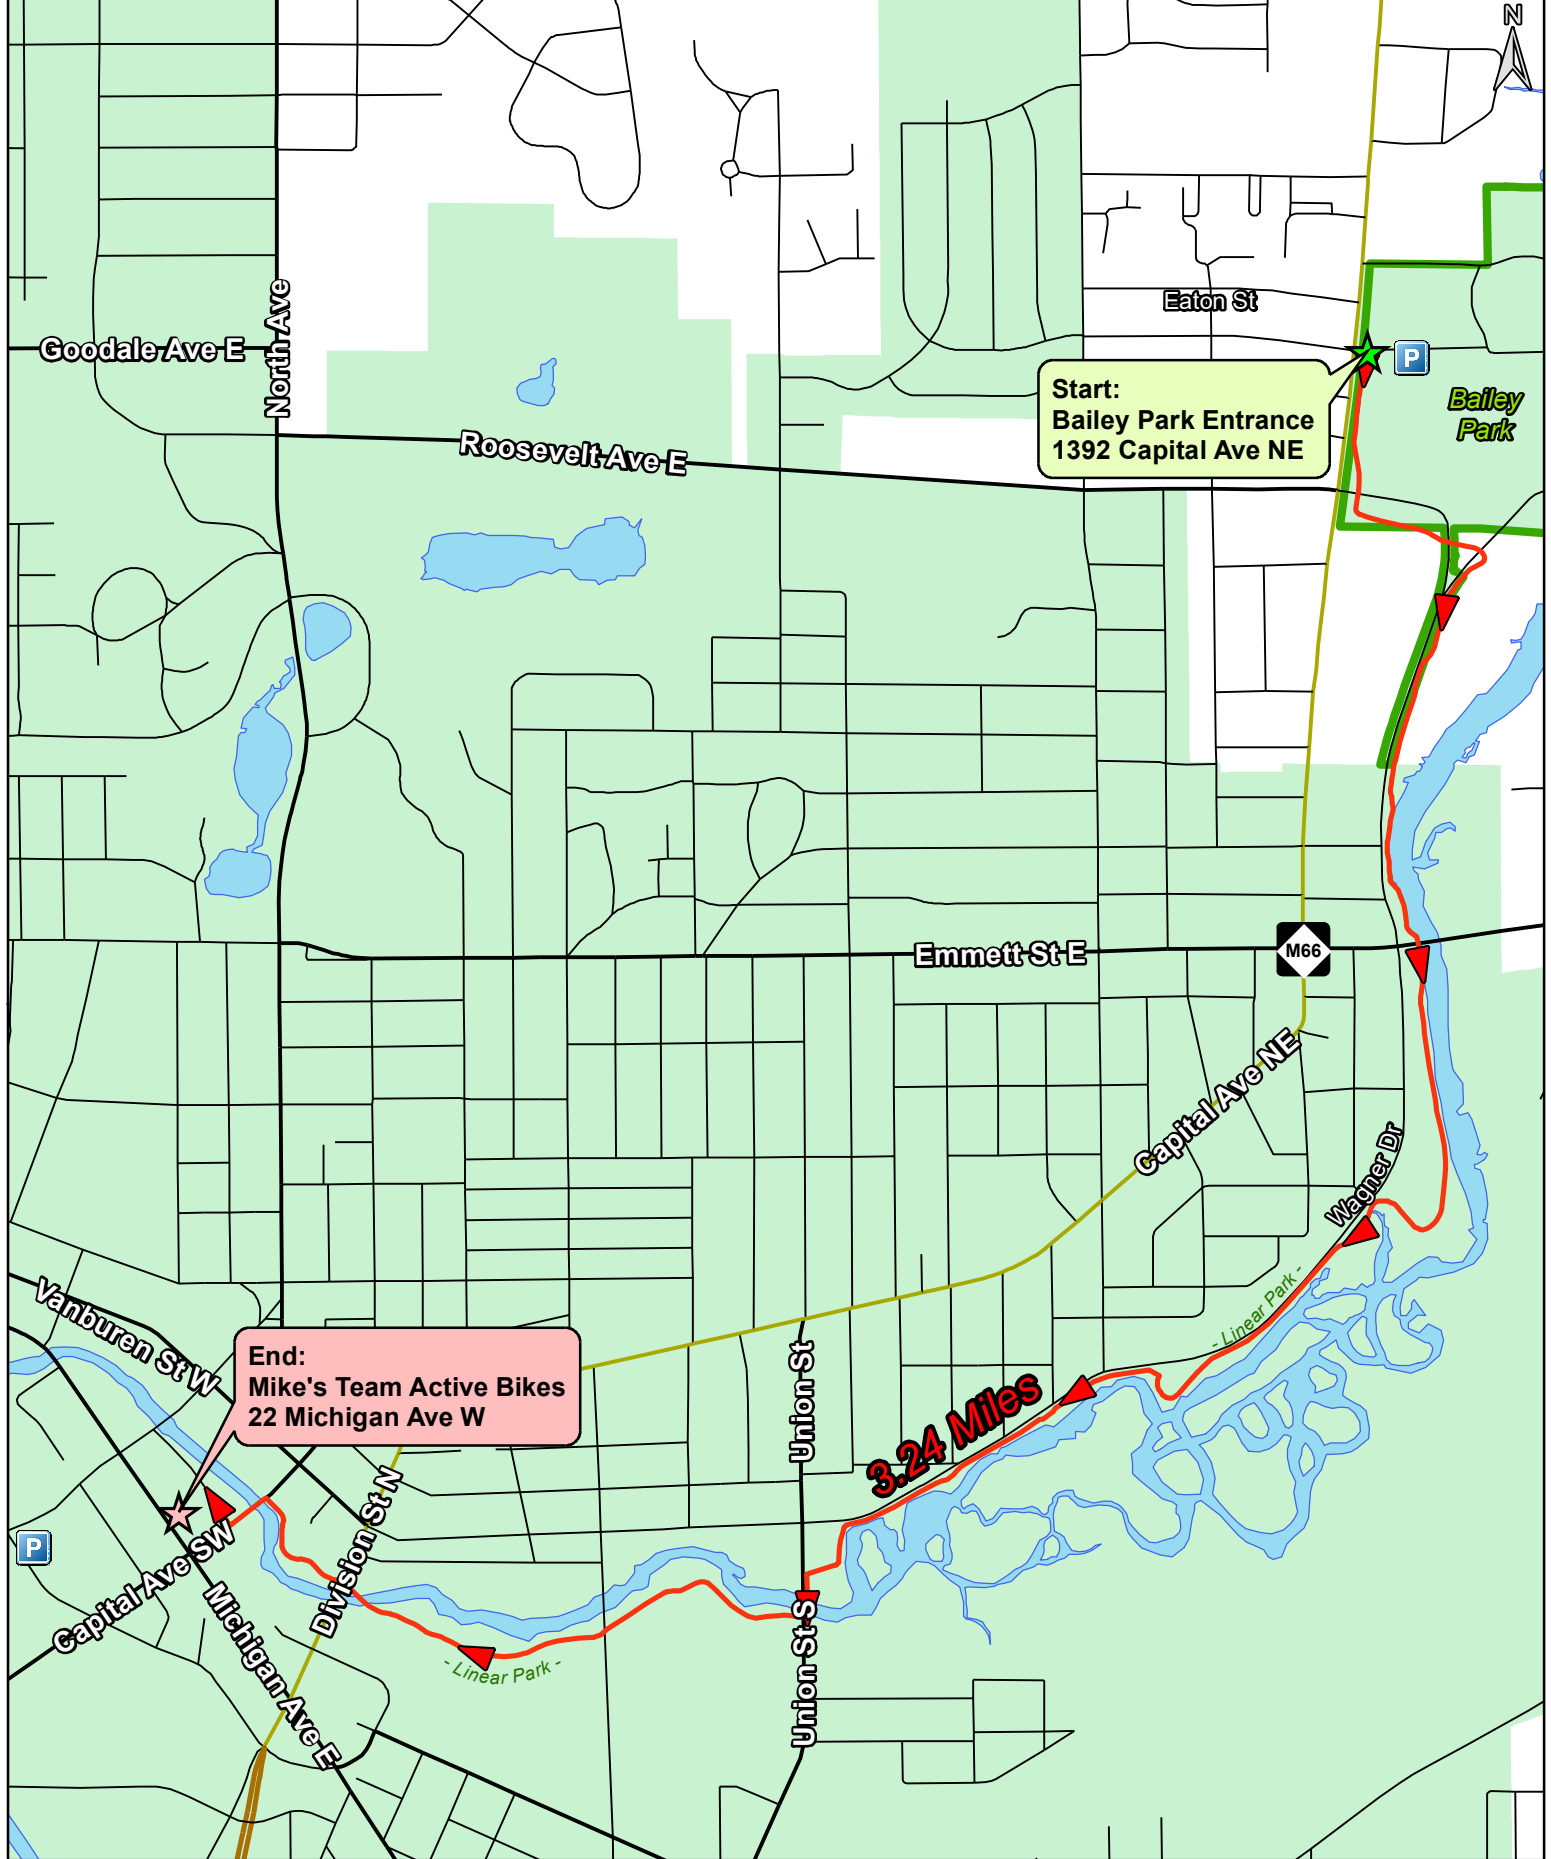 N
Eaton St
North Ave
Goodale Ave E
P
Start:
Bailey Park Entrance
1392 Capital Ave NE
Bailey
Park
Roosevelt Ave E
Emmett St E
M66
Capital Ave NE
Wagner Dr
- Linear Park -
Vanburen St W
End:
Mike's Team Active Bikes
22 Michigan Ave W
Union St
3.24 Miles
Division St N
P
Capital Ave SW
Michigan Ave E
Union St S
- Linear Park -